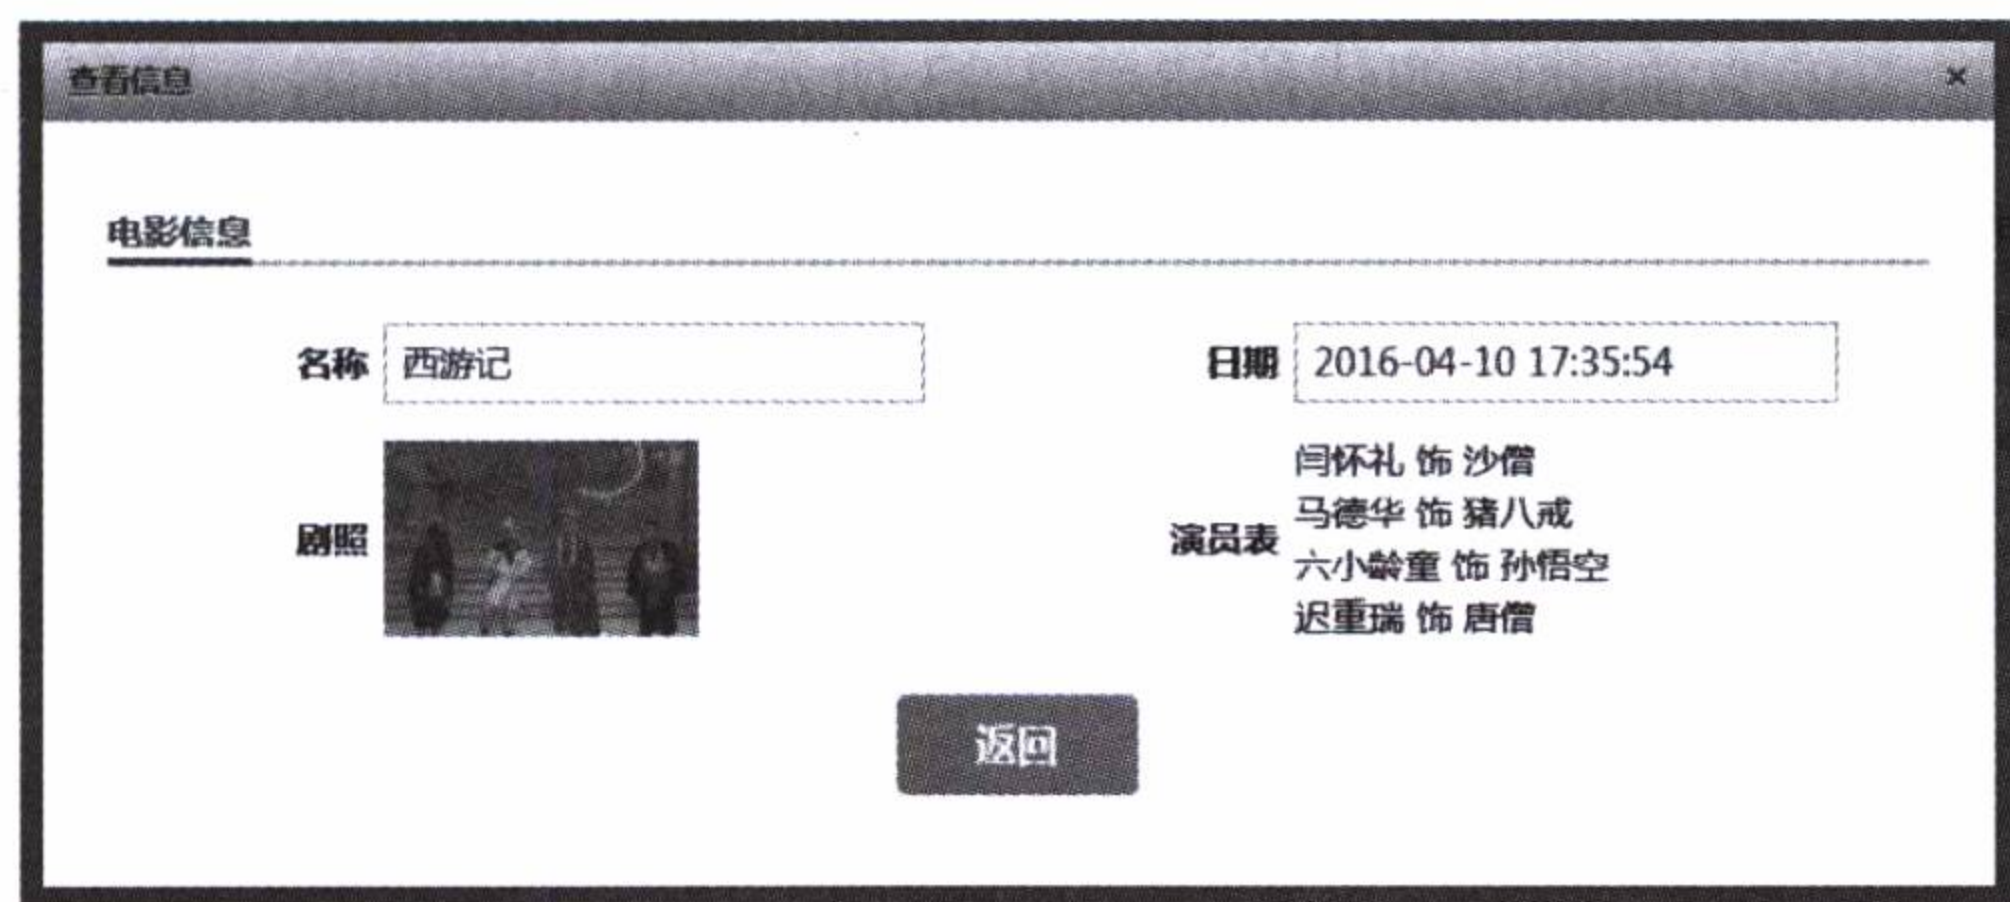 查看信息 ×
电影信息
名称 西游记
日期 2016-04-10 17:35:54
剧照
演员表
闫怀礼 饰 沙僧
马德华 饰 猪八戒
六小龄童 饰 孙悟空
迟重瑞 饰 唐僧
返回